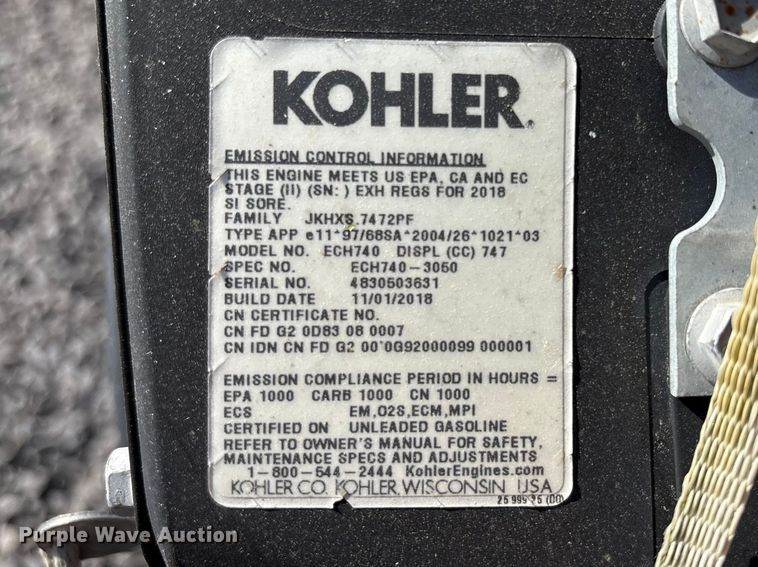 KOHLER.
EMISSION CONTROL INFORMATION
THIS ENGINE MEETS US EPA, CA AND EC
STAGE (II) (SN: ) EXH REGS FOR 2018
SI SORE.
FAMILY JKHXS.7472PF
TYPE APP e11*97/68SA*2004/26*1021*03
MODEL NO. ECH740 DISPL (CC) 747
SPEC NO. ECH740-3050
SERIAL NO. 4830503631
BUILD DATE 11/01/2018
CN CERTIFICATE NO.
CN FD G2 0D83 08 0007
CN IDN CN FD G2 00 0G92000099 000001
EMISSION COMPLIANCE PERIOD IN HOURS =
EPA 1000 CARB 1000 CN 1000
ECS EM,O2S,ECM,MPI
CERTIFIED ON UNLEADED GASOLINE
REFER TO OWNER'S MANUAL FOR SAFETY,
MAINTENANCE SPECS AND ADJUSTMENTS
1-800-544-2444 KohlerEngines.com
KOHLER CO. KOHLER, WISCONSIN USA
25 999
Purple Wave Auction